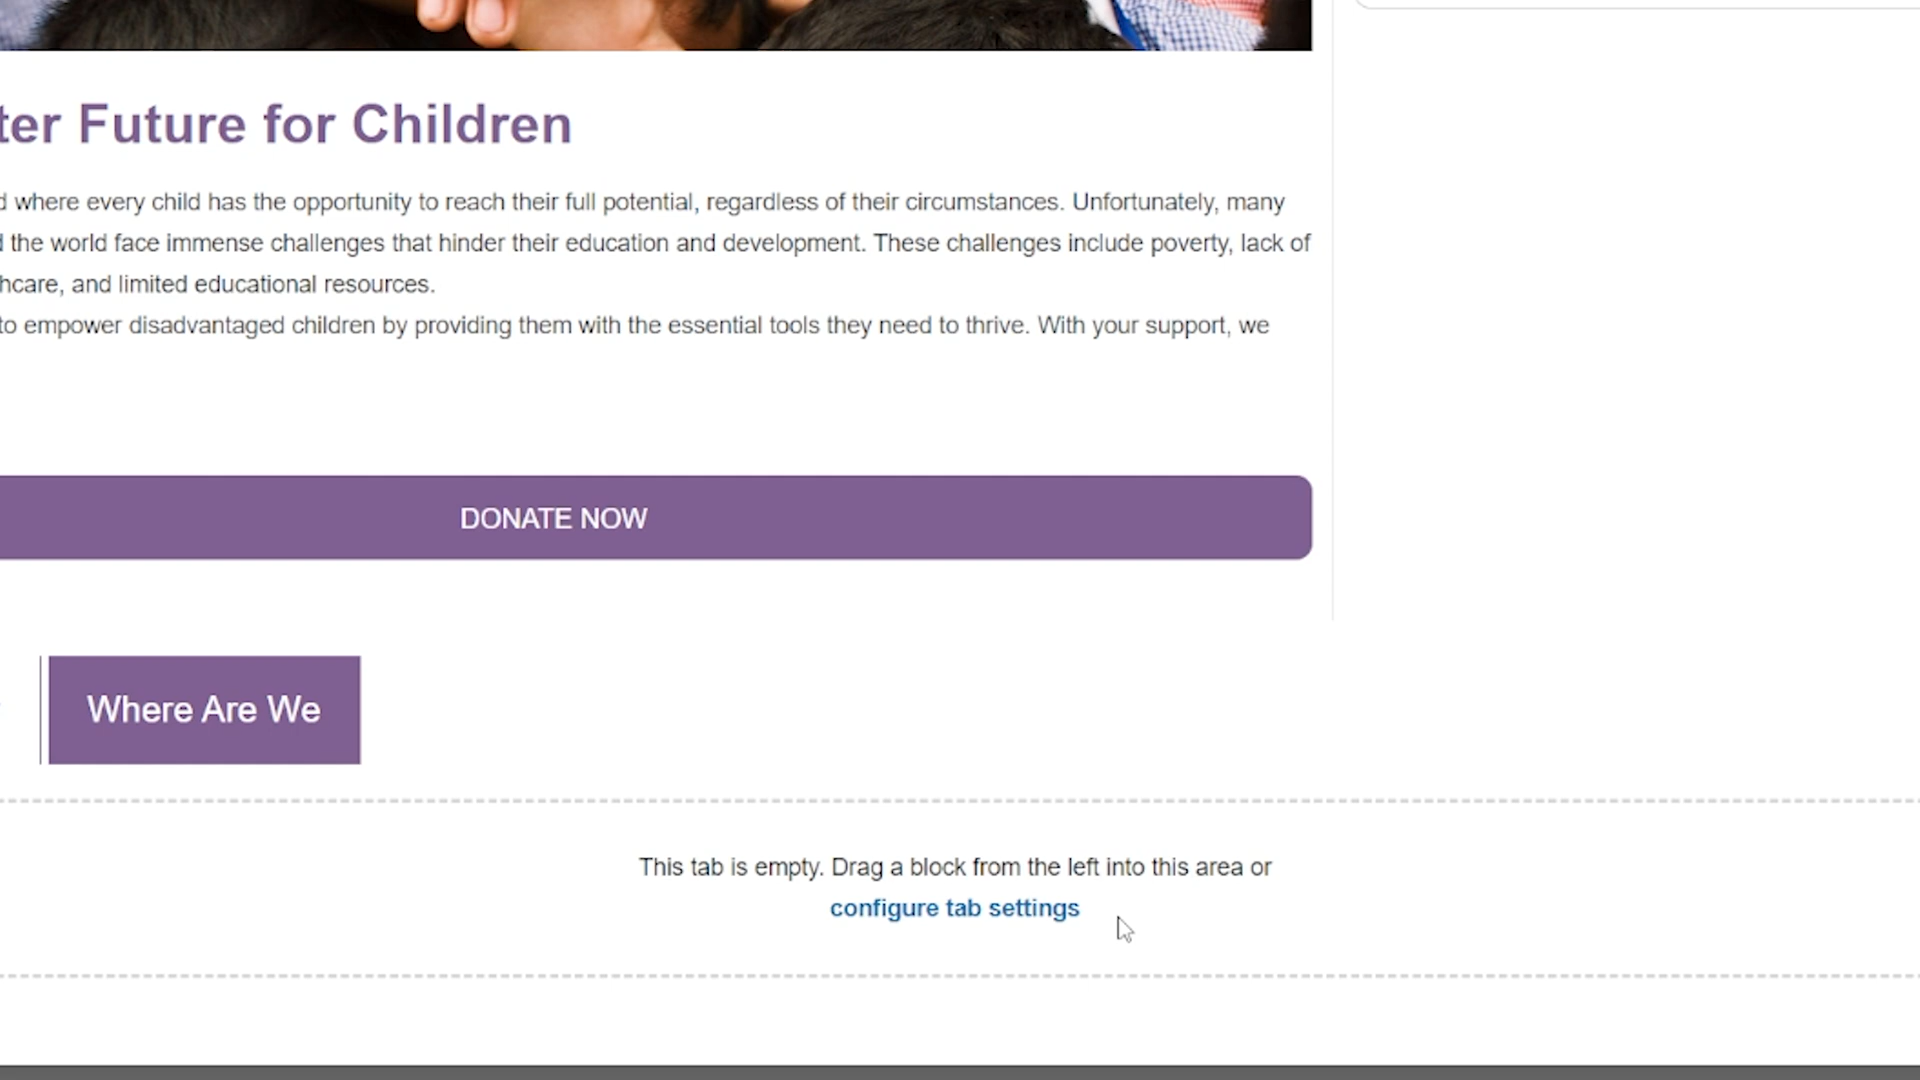 ter Future for Children
d where every child has the opportunity to reach their full potential, regardless of their circumstances. Unfortunately, many
d the world face immense challenges that hinder their education and development. These challenges include poverty, lack of
hcare, and limited educational resources.
to empower disadvantaged children by providing them with the essential tools they need to thrive. With your support, we
DONATE NOW
Where Are We
This tab is empty. Drag a block from the left into this area or
configure tab settings